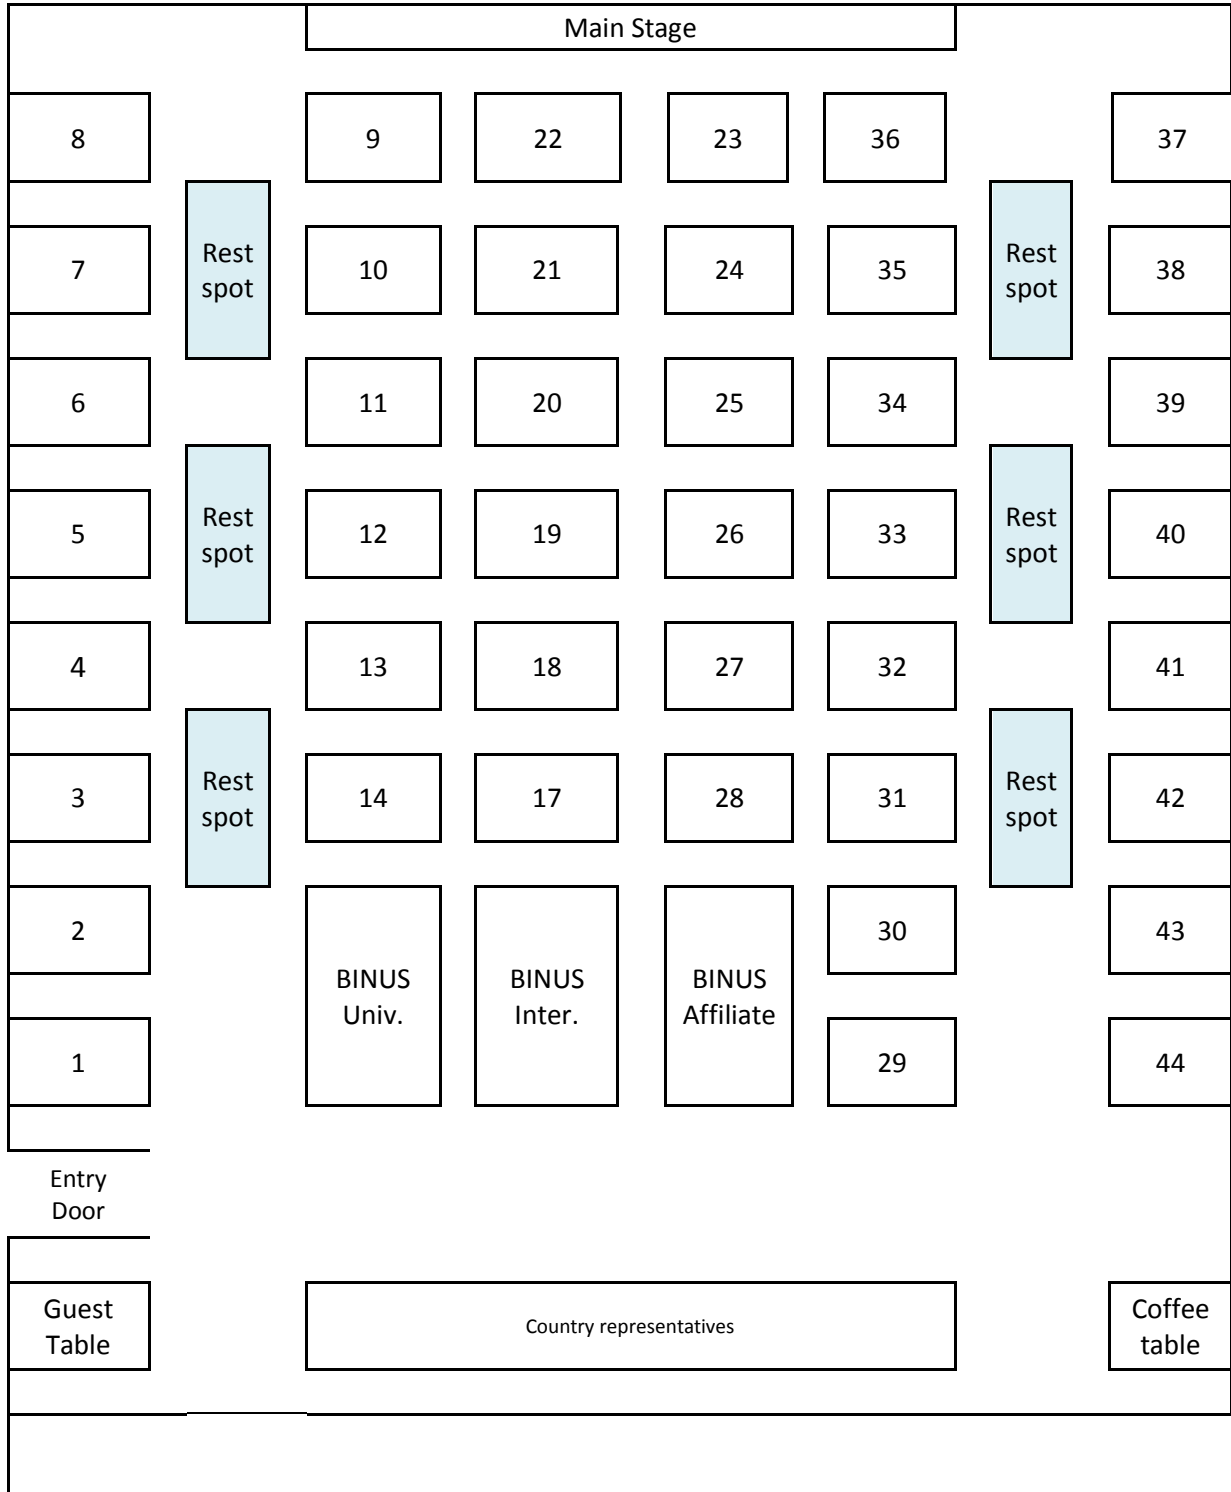 Main Stage
8 9 22 23 36 37
Rest Rest
7 10 21 24 35 38
spot spot
6 11 20 25 34 39
Rest Rest
5 12 19 26 33 40
spot spot
4 13 18 27 32 41
Rest Rest
3 14 17 28 31 42
spot spot
2 30 43
BINUS BINUS BINUS
Univ. Inter. Affiliate
1 29 44
Entry
Door
Guest
Table
Country representatives
Coffee
table